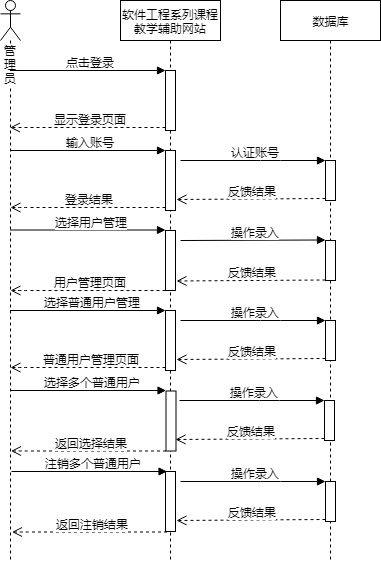 软件工程系列课程
教学辅助网站
数据库
管理员
点击登录
显示登录页面
输入账号
认证账号
反馈结果
登录结果
选择用户管理
操作录入
反馈结果
用户管理页面
选择普通用户管理
操作录入
反馈结果
普通用户管理页面
选择多个普通用户
操作录入
反馈结果
返回选择结果
注销多个普通用户
操作录入
反馈结果
返回注销结果